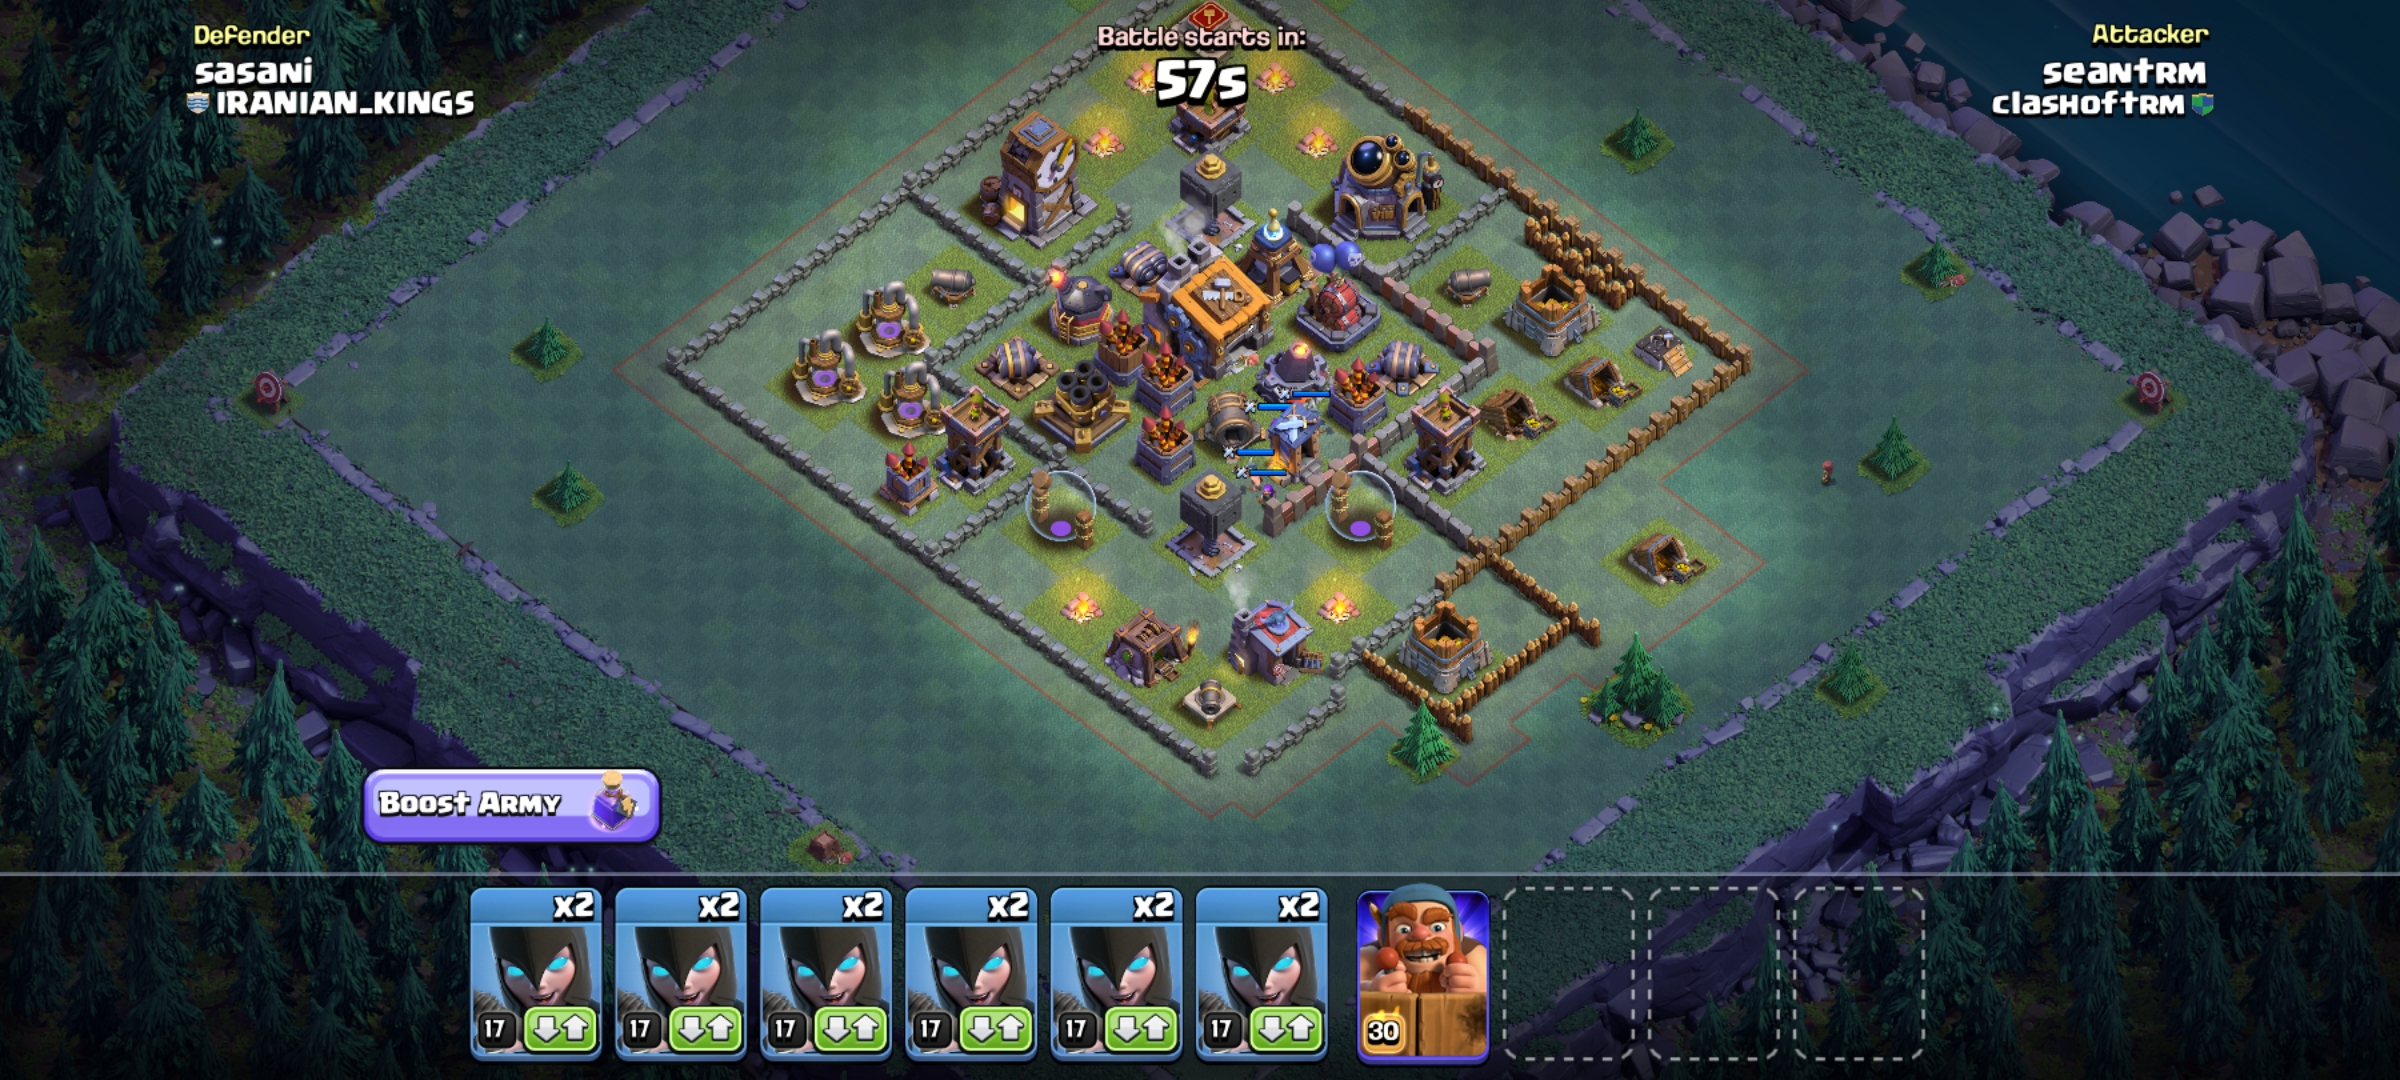 Defender
sasani
IRANIAN_KINGS
Battle starts in:
57s
Attacker
seantRM
clashoftRM
Boost Army
x2
x2
x2
x2
x2
x2
17
17
17
17
17
17
30